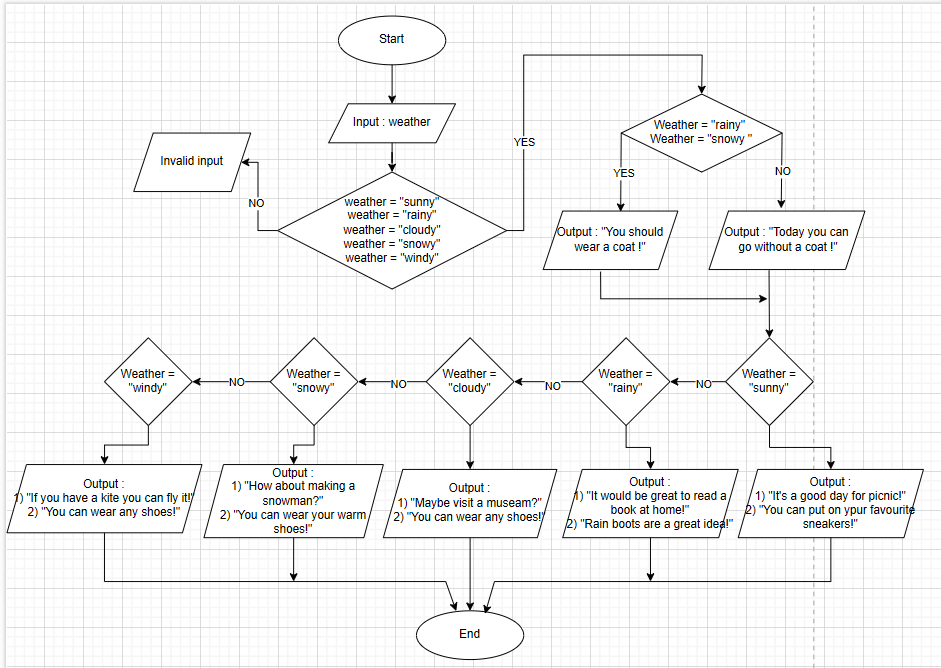 Start
Input : weather
Invalid input
NO
weather = "sunny"
weather = "rainy"
weather = "cloudy"
weather = "snowy"
weather = "windy"
YES
Weather = "rainy"
Weather = "snowy "
YES
NO
Output : "You should
wear a coat !"
Output : "Today you can
go without a coat !"
Weather =
"windy"
NO
Weather =
"snowy"
NO
Weather =
"cloudy"
NO
Weather =
"rainy"
NO
Weather =
"sunny"
Output :
1) "If you have a kite you can fly it!"
2) "You can wear any shoes!"
Output :
1) "How about making a
snowman?"
2) "You can wear your warm
shoes!"
Output :
1) "Maybe visit a museam?"
2) "You can wear any shoes!"
Output :
1) "It would be great to read a
book at home!"
2) "Rain boots are a great idea!"
Output :
1) "It's a good day for picnic!"
2) "You can put on ypur favourite
sneakers!"
End